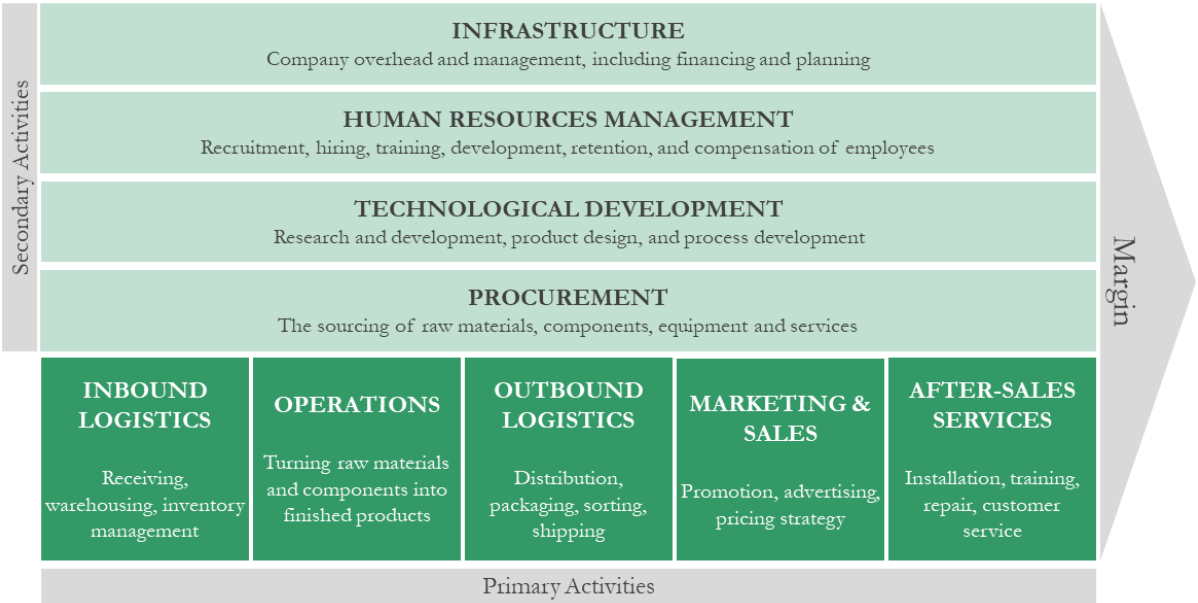 Secondary Activities
INFRASTRUCTURE
Company overhead and management, including financing and planning
HUMAN RESOURCES MANAGEMENT
Recruitment, hiring, training, development, retention, and compensation of employees
TECHNOLOGICAL DEVELOPMENT
Research and development, product design, and process development
PROCUREMENT
The sourcing of raw materials, components, equipment and services
Margin
INBOUND
LOGISTICS
Receiving,
warehousing, inventory
management
OPERATIONS
Turning raw materials
and components into
finished products
OUTBOUND
LOGISTICS
Distribution,
packaging, sorting,
shipping
MARKETING &
SALES
Promotion, advertising,
pricing strategy
AFTER-SALES
SERVICES
Installation, training,
repair, customer
service
Primary Activities